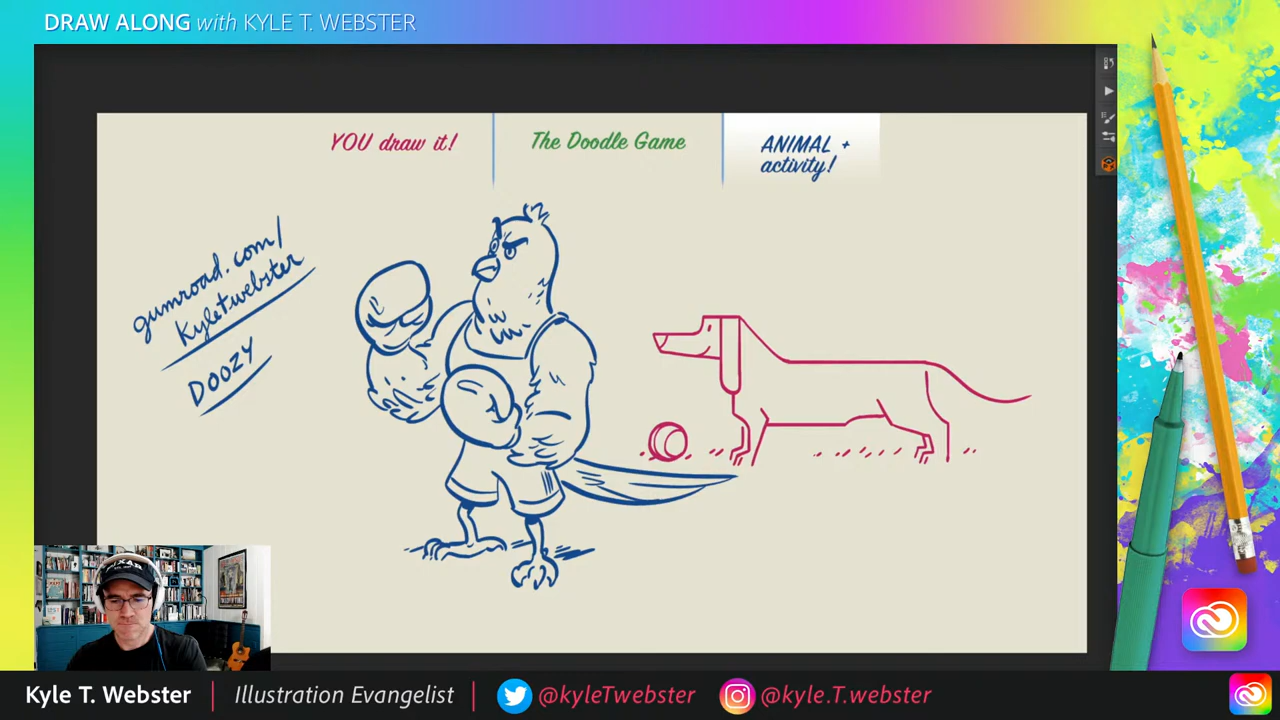 DRAW ALONG with KYLE T. WEBSTER
YOU draw it!
The Doodle Game
ANIMAL +
activity!
gumroad.com/
kyletwebster
DOOZY
Kyle T. Webster | Illustration Evangelist | @kyleTwebster @kyle.T.webster